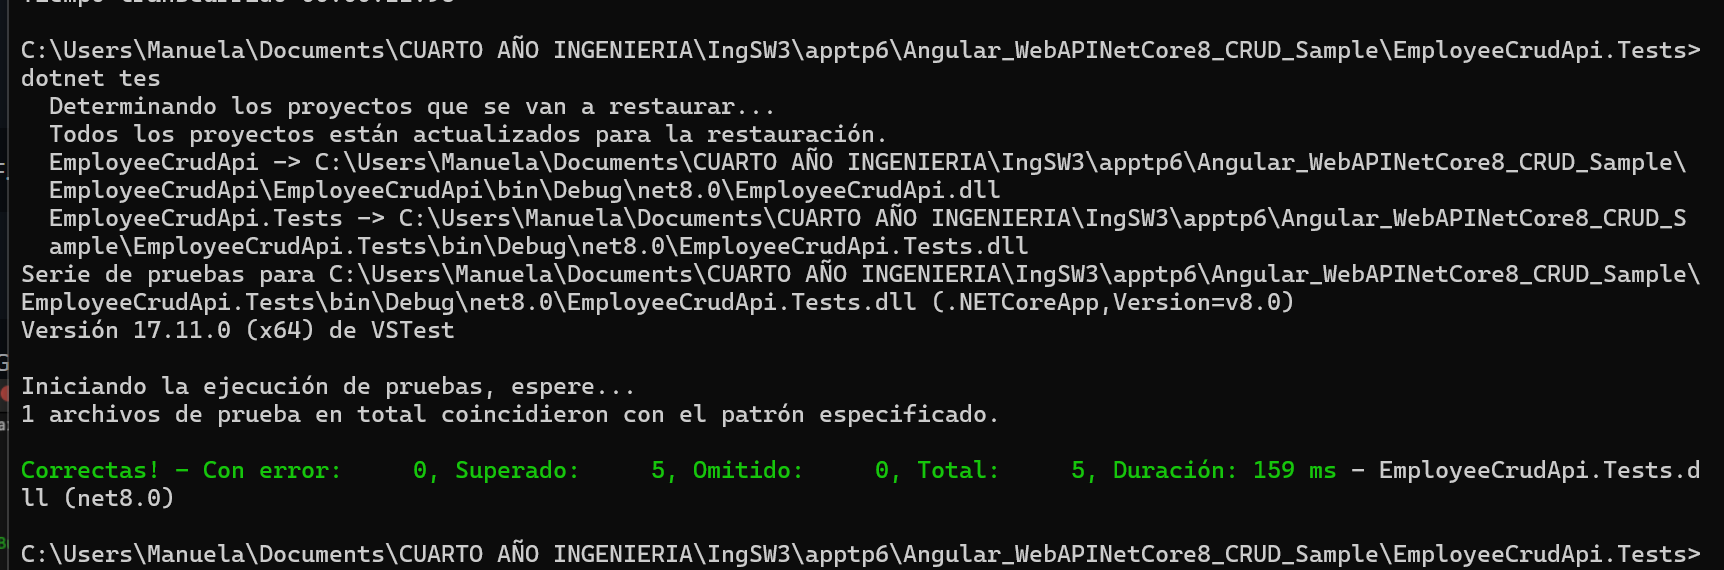 C:\Users\Manuela\Documents\CUARTO AÑO INGENIERIA\IngSW3\apptp6\Angular_WebAPINetCore8_CRUD_Sample\EmployeeCrudApi.Tests>
dotnet tes
Determinando los proyectos que se van a restaurar...
Todos los proyectos están actualizados para la restauración.
EmployeeCrudApi -> C:\Users\Manuela\Documents\CUARTO AÑO INGENIERIA\IngSW3\apptp6\Angular_WebAPINetCore8_CRUD_Sample\
EmployeeCrudApi\EmployeeCrudApi\bin\Debug\net8.0\EmployeeCrudApi.dll
EmployeeCrudApi.Tests -> C:\Users\Manuela\Documents\CUARTO AÑO INGENIERIA\IngSW3\apptp6\Angular_WebAPINetCore8_CRUD_S
ample\EmployeeCrudApi.Tests\bin\Debug\net8.0\EmployeeCrudApi.Tests.dll
Serie de pruebas para C:\Users\Manuela\Documents\CUARTO AÑO INGENIERIA\IngSW3\apptp6\Angular_WebAPINetCore8_CRUD_Sample\
EmployeeCrudApi.Tests\bin\Debug\net8.0\EmployeeCrudApi.Tests.dll (.NETCoreApp,Version=v8.0)
Versión 17.11.0 (x64) de VSTest
Iniciando la ejecución de pruebas, espere...
1 archivos de prueba en total coincidieron con el patrón especificado.
Correctas! - Con error:     0, Superado:     5, Omitido:     0, Total:     5, Duración: 159 ms - EmployeeCrudApi.Tests.d
ll (net8.0)
C:\Users\Manuela\Documents\CUARTO AÑO INGENIERIA\IngSW3\apptp6\Angular_WebAPINetCore8_CRUD_Sample\EmployeeCrudApi.Tests>